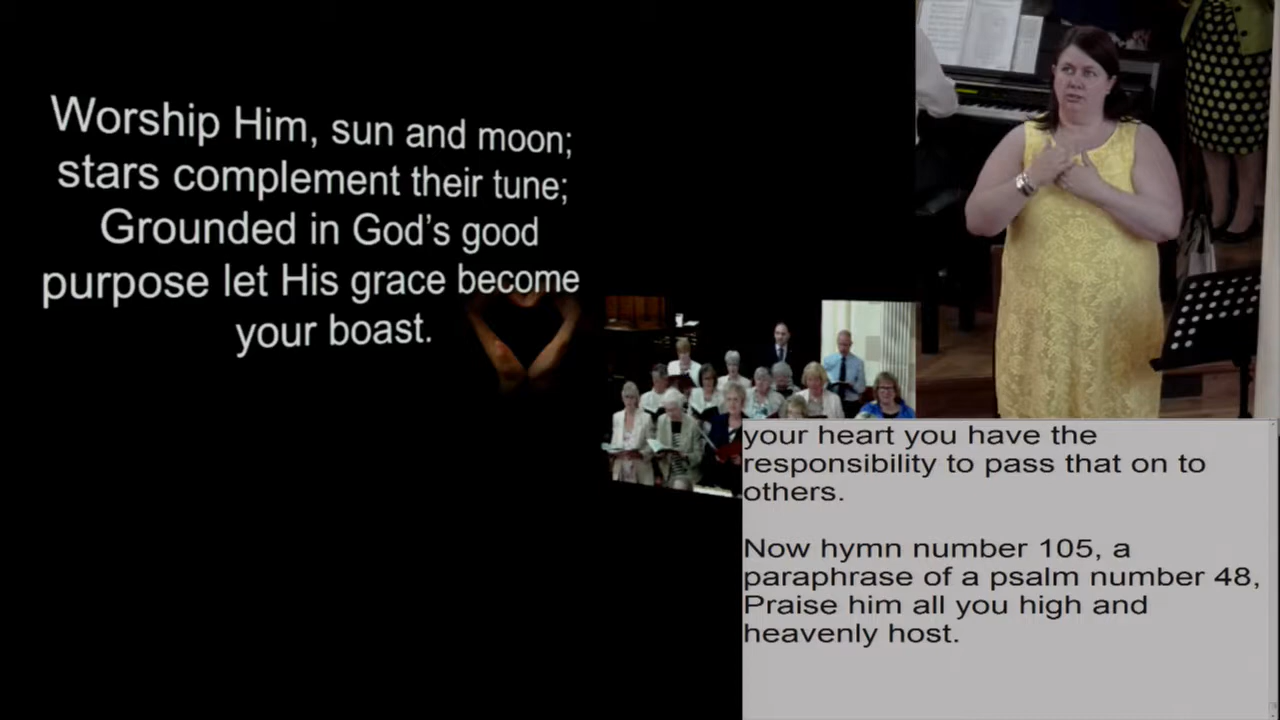 Worship Him, sun and moon;
stars complement their tune;
Grounded in God’s good
purpose let His grace become
your boast.
your heart you have the
responsibility to pass that on to
others.
Now hymn number 105, a
paraphrase of a psalm number 48,
Praise him all you high and
heavenly host.